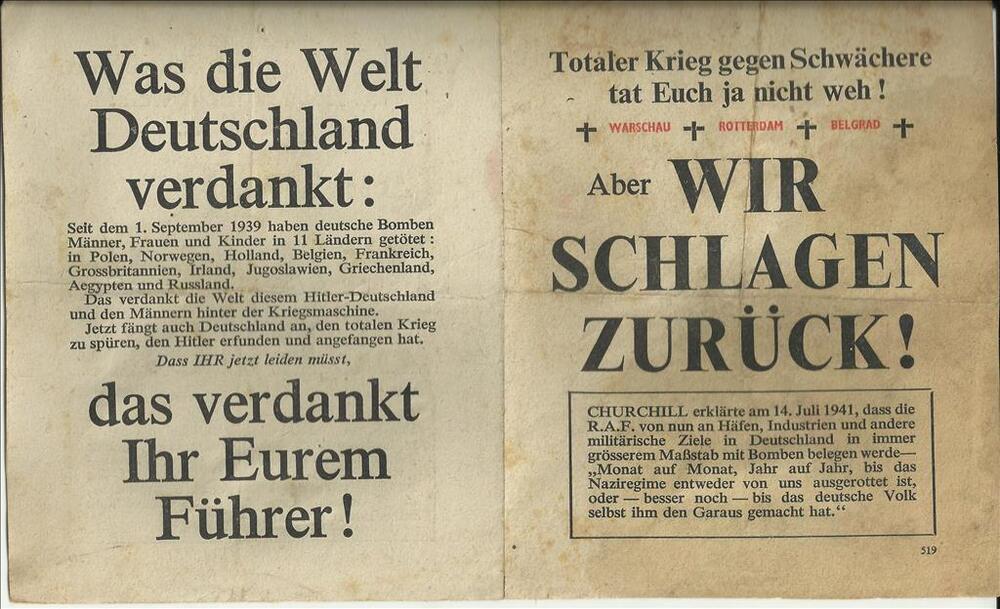 Was die Welt
Deutschland
verdankt:
Seit dem 1. September 1939 haben deutsche Bomben
Männer, Frauen und Kinder in 11 Ländern getötet :
in Polen, Norwegen, Holland, Belgien, Frankreich,
Grossbritannien, Irland, Jugoslawien, Griechenland,
Aegypten und Russland.
Das verdankt die Welt diesem Hitler-Deutschland
und den Männern hinter der Kriegsmaschine.
Jetzt fängt auch Deutschland an, den totalen Krieg
zu spüren, den Hitler erfunden und angefangen hat.
Dass IHR jetzt leiden müsst,
das verdankt
Ihr Eurem
Führer!
Totaler Krieg gegen Schwächere
tat Euch ja nicht weh!
✝ WARSCHAU ✝ ROTTERDAM ✝ BELGRAD ✝
Aber WIR
SCHLAGEN
ZURÜCK!
CHURCHILL erklärte am 14. Juli 1941, dass die
R.A.F. von nun an Häfen, Industrien und andere
militärische Ziele in Deutschland in immer
grösserem Maßstab mit Bomben belegen werde—
„Monat auf Monat, Jahr auf Jahr, bis das
Naziregime entweder von uns ausgerottet ist,
oder — besser noch — bis das deutsche Volk
selbst ihm den Garaus gemacht hat.“
519